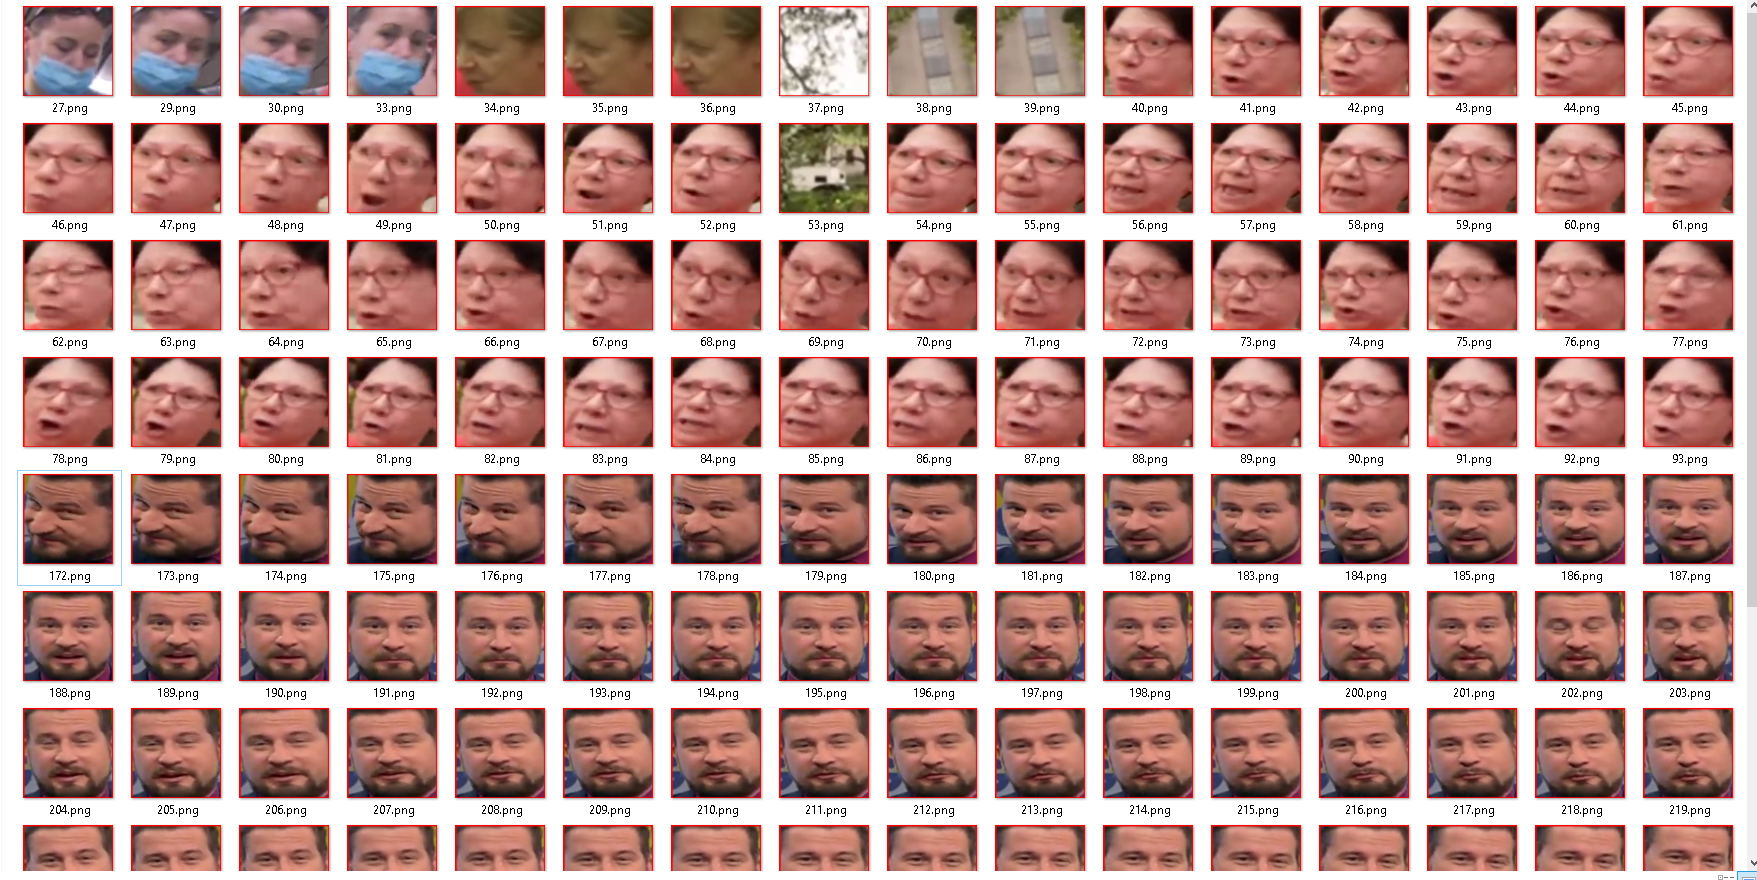 27.png 29.png 30.png 33.png 34.png 35.png 36.png 37.png 38.png 39.png 40.png 41.png 42.png 43.png 44.png 45.png
46.png 47.png 48.png 49.png 50.png 51.png 52.png 53.png 54.png 55.png 56.png 57.png 58.png 59.png 60.png 61.png
62.png 63.png 64.png 65.png 66.png 67.png 68.png 69.png 70.png 71.png 72.png 73.png 74.png 75.png 76.png 77.png
78.png 79.png 80.png 81.png 82.png 83.png 84.png 85.png 86.png 87.png 88.png 89.png 90.png 91.png 92.png 93.png
172.png 173.png 174.png 175.png 176.png 177.png 178.png 179.png 180.png 181.png 182.png 183.png 184.png 185.png 186.png 187.png
188.png 189.png 190.png 191.png 192.png 193.png 194.png 195.png 196.png 197.png 198.png 199.png 200.png 201.png 202.png 203.png
204.png 205.png 206.png 207.png 208.png 209.png 210.png 211.png 212.png 213.png 214.png 215.png 216.png 217.png 218.png 219.png